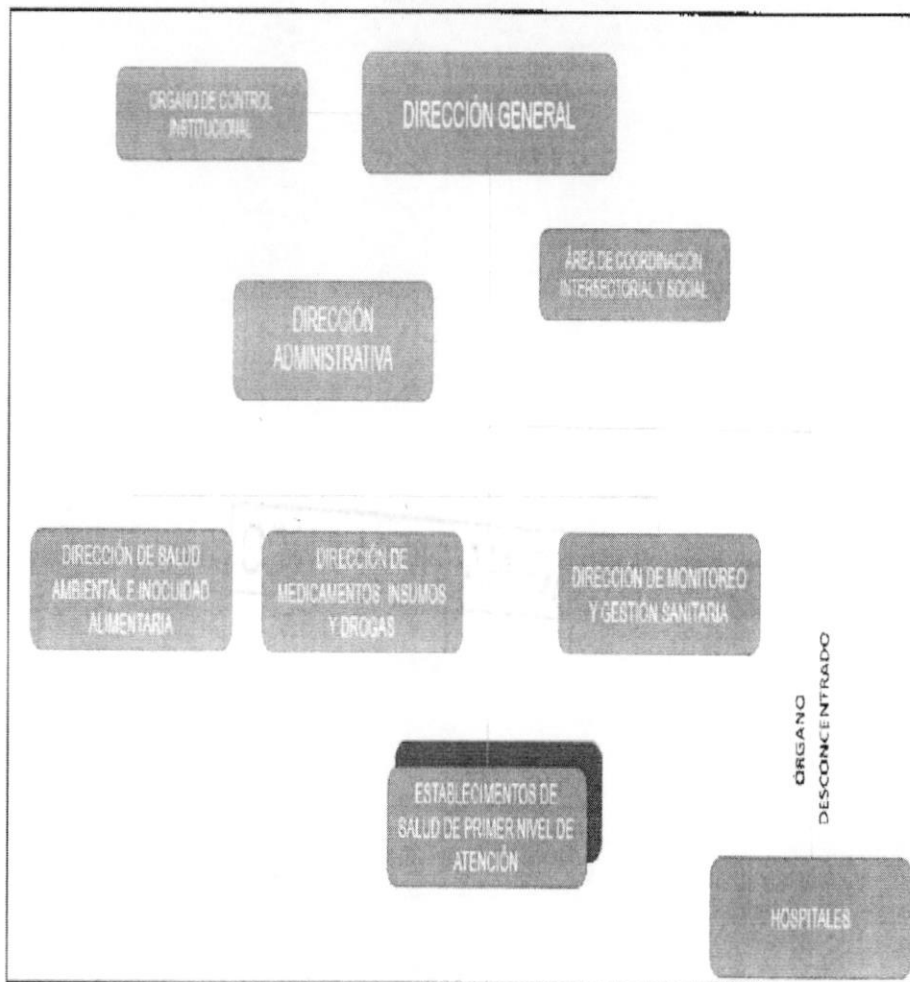 ORGANO DE CONTROL
INSTITUCIONAL
DIRECCIÓN GENERAL
ÁREA DE COORDINACIÓN
INTERSECTORIAL Y SOCIAL
DIRECCIÓN
ADMINISTRATIVA
DIRECCIÓN DE SALUD
AMBIENTAL E INOCUIDAD
ALIMENTARIA
DIRECCIÓN DE
MEDICAMENTOS INSUMOS
Y DROGAS
DIRECCIÓN DE MONITOREO
Y GESTIÓN SANITARIA
ÓRGANO
DESCONCENTRADO
ESTABLECIMENTOS DE
SALUD DE PRIMER NIVEL DE
ATENCIÓN
HOSPITALES